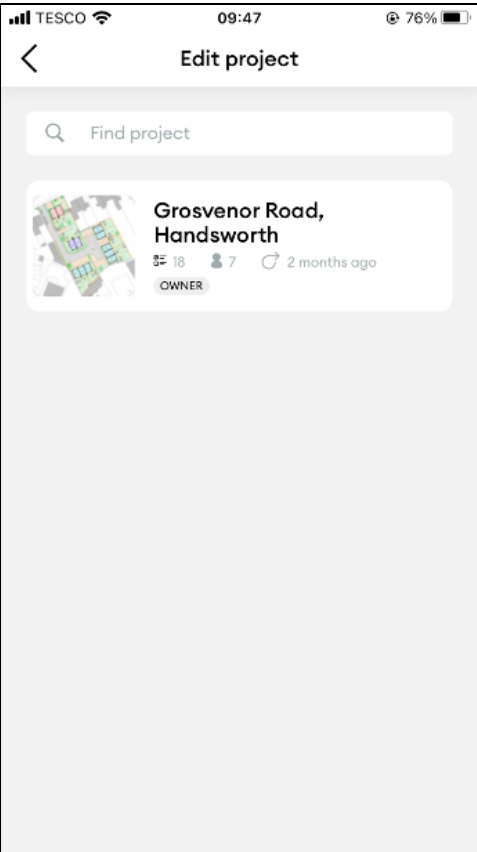 TESCO 09:47 76%
Edit project
Find project
Grosvenor Road,
Handsworth
18 7 2 months ago
OWNER